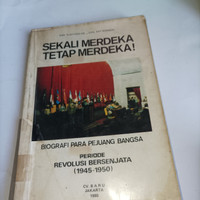 SEKALI MERDEKA
TETAP MERDEKA!
BIOGRAFI PARA PEJUANG BANGSA
PERIODE
REVOLUSI BERSENJATA
(1945-1950)
JAKARTA